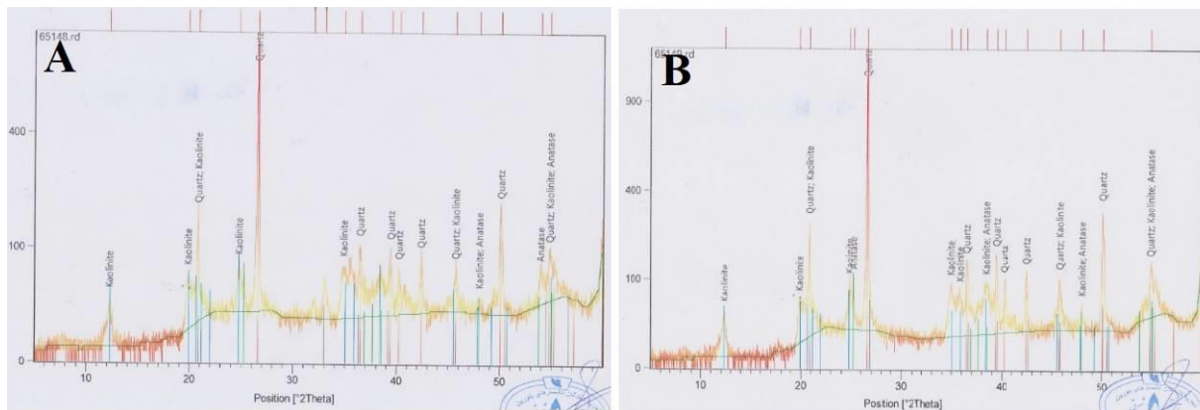 65148.rd
A
400
100
0
Kaolinite
Kaolinite
Quartz; Kaolinite
Kaolinite
Quartz
Kaolinite
Quartz
Quartz
Quartz
Quartz
Quartz; Kaolinite
Kaolinite; Anatase
Quartz
Anatase
Quartz; Kaolinite; Anatase
10
20
30
40
50
Position [°2Theta]
65149.rd
B
900
400
100
0
Kaolinite
Kaolinite
Quartz; Kaolinite
Kaolinite
Anatase
Quartz
Kaolinite
Kaolinite
Quartz
Kaolinite; Anatase
Quartz
Quartz
Quartz
Quartz; Kaolinite
Kaolinite; Anatase
Quartz
Quartz; Kaolinite; Anatase
10
20
30
40
50
Position [°2Theta]